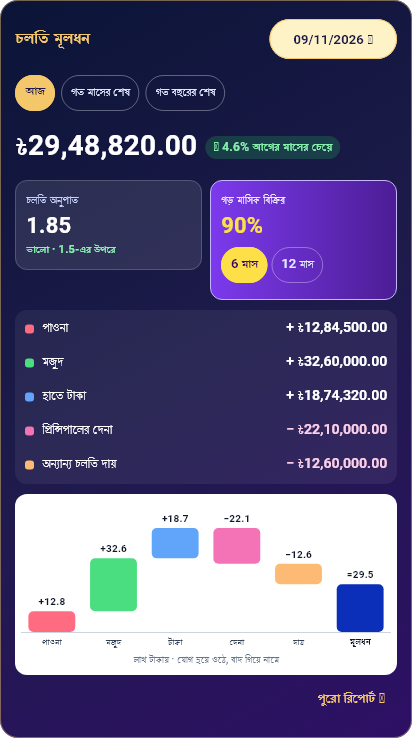 চলতি মূলধন
09/11/2026
আজ
গত মাসের শেষ
গত বছরের শেষ
৳29,48,820.00
4.6% আগের মাসের চেয়ে
চলতি অনুপাত
1.85
ভালো · 1.5-এর উপরে
গড় মাসিক বিক্রির
90%
6 মাস
12 মাস
পাওনা + ৳12,84,500.00
মজুদ + ৳32,60,000.00
হাতে টাকা + ৳18,74,320.00
প্রিন্সিপালের দেনা − ৳22,10,000.00
অন্যান্য চলতি দায় − ৳12,60,000.00
+12.8
+32.6
+18.7
−22.1
−12.6
=29.5
পাওনা
মজুদ
টাকা
দেনা
দায়
মূলধন
লাখ টাকায় · যোগ হয়ে ওঠে, বাদ গিয়ে নামে
পুরো রিপোর্ট